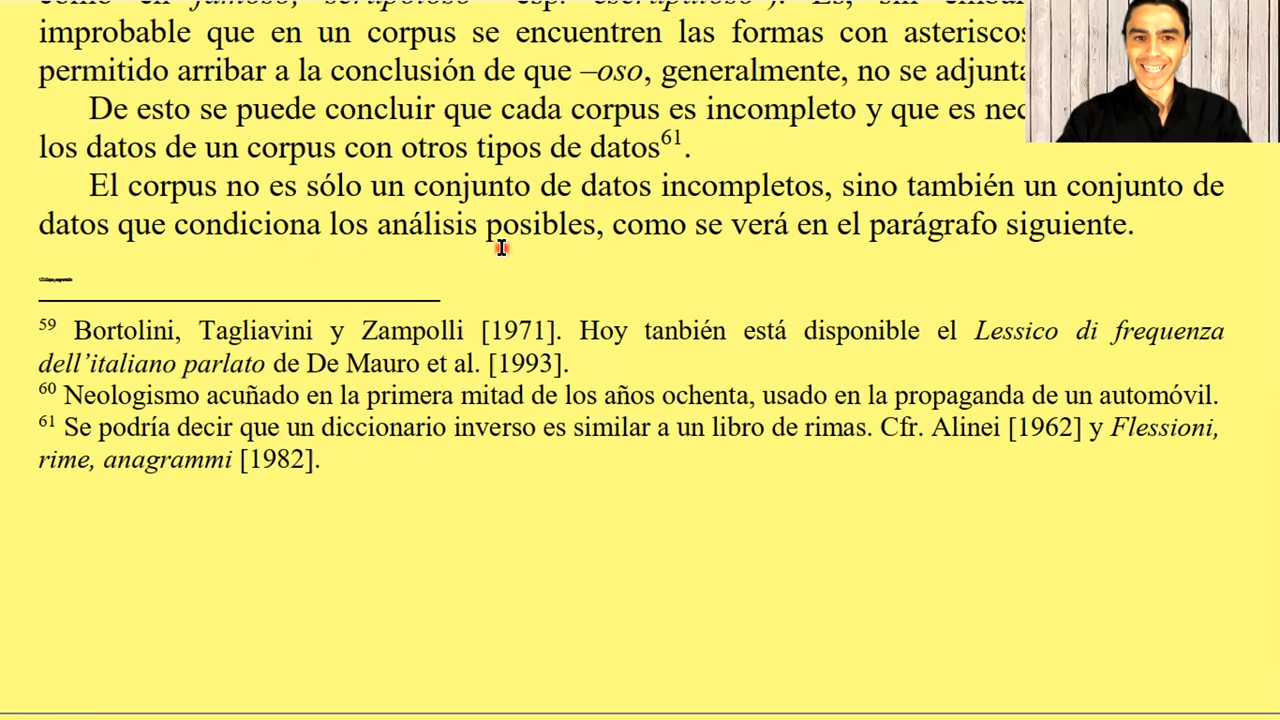 improbable que en un corpus se encuentren las formas con asteriscos
permitido arribar a la conclusión de que –oso, generalmente, no se adjunta
De esto se puede concluir que cada corpus es incompleto y que es nec
los datos de un corpus con otros tipos de datos⁶¹.
El corpus no es sólo un conjunto de datos incompletos, sino también un conjunto de
datos que condiciona los análisis posibles, como se verá en el parágrafo siguiente.
⁵⁹ Bortolini, Tagliavini y Zampolli [1971]. Hoy tanbién está disponible el Lessico di frequenza
dell’italiano parlato de De Mauro et al. [1993].
⁶⁰ Neologismo acuñado en la primera mitad de los años ochenta, usado en la propaganda de un automóvil.
⁶¹ Se podría decir que un diccionario inverso es similar a un libro de rimas. Cfr. Alinei [1962] y Flessioni,
rime, anagrammi [1982].